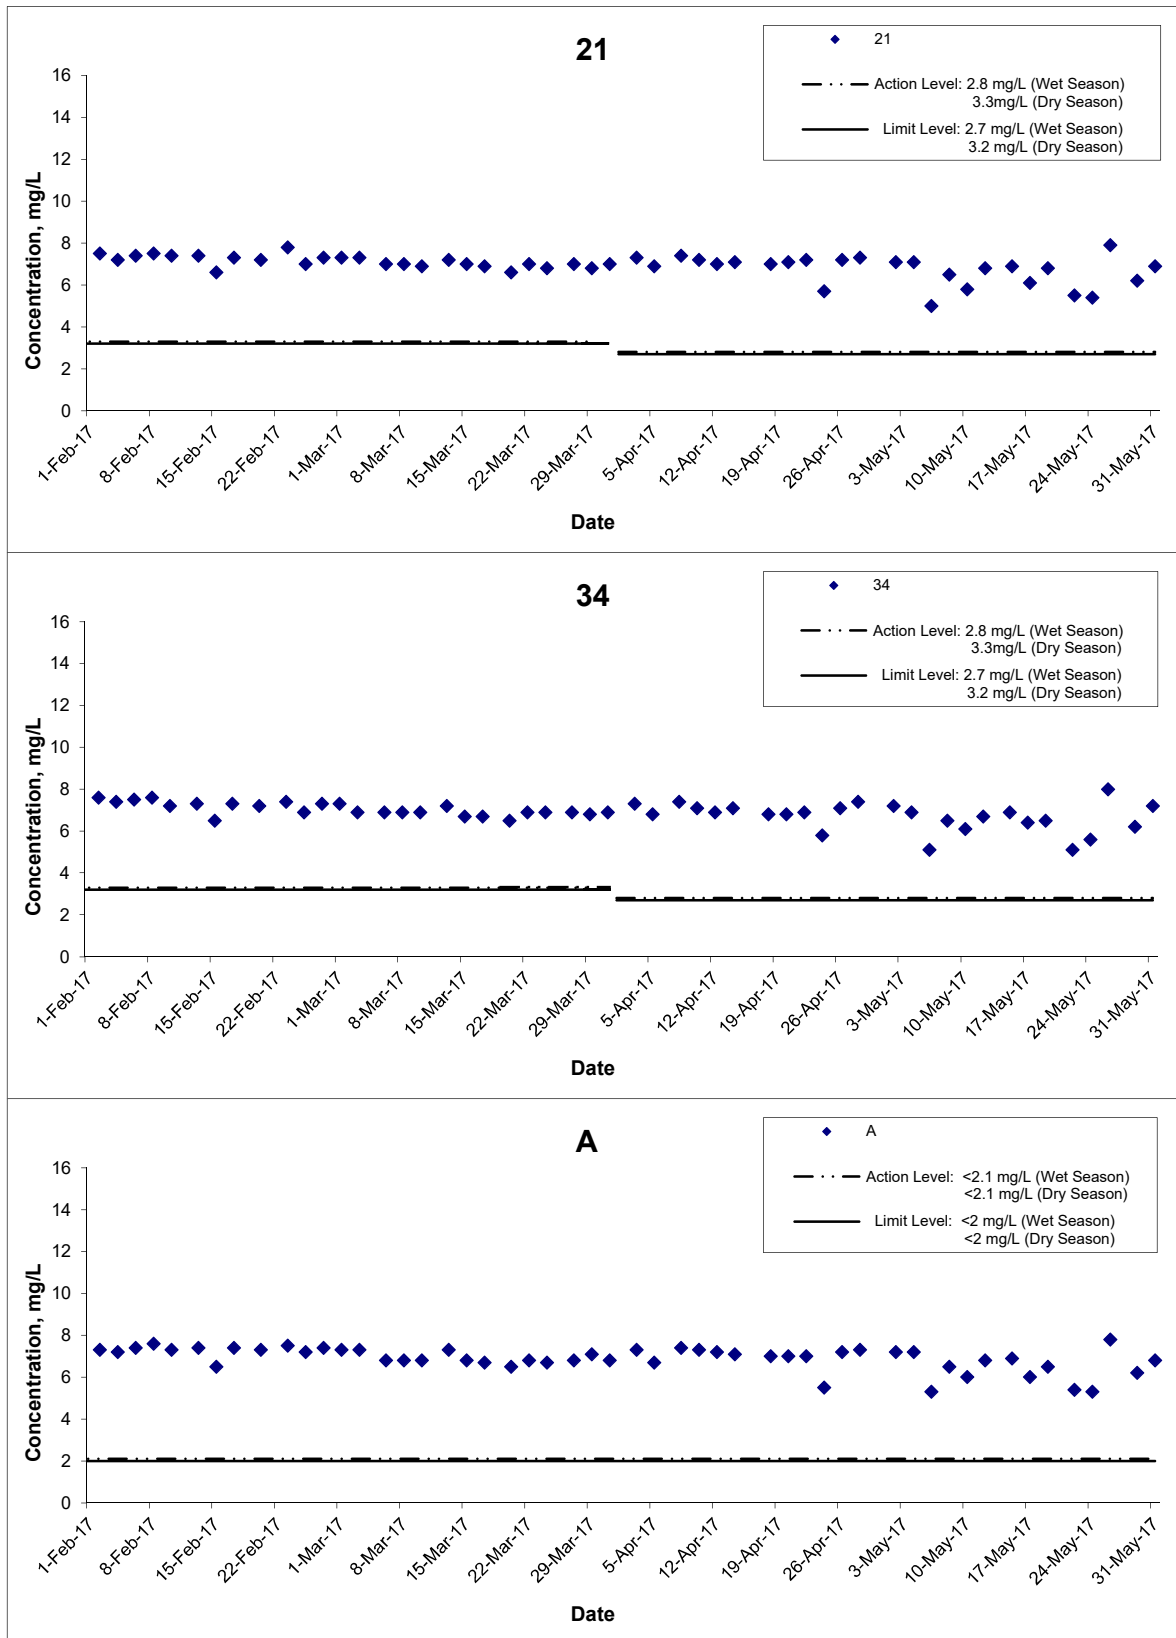 21
21
Action Level: 2.8 mg/L (Wet Season)
3.3mg/L (Dry Season)
Limit Level: 2.7 mg/L (Wet Season)
3.2 mg/L (Dry Season)
Concentration, mg/L
16
14
12
10
8
6
4
2
0
1-Feb-17
8-Feb-17
15-Feb-17
22-Feb-17
1-Mar-17
8-Mar-17
15-Mar-17
22-Mar-17
29-Mar-17
5-Apr-17
12-Apr-17
19-Apr-17
26-Apr-17
3-May-17
10-May-17
17-May-17
24-May-17
31-May-17
Date
34
34
Action Level: 2.8 mg/L (Wet Season)
3.3mg/L (Dry Season)
Limit Level: 2.7 mg/L (Wet Season)
3.2 mg/L (Dry Season)
Concentration, mg/L
16
14
12
10
8
6
4
2
0
1-Feb-17
8-Feb-17
15-Feb-17
22-Feb-17
1-Mar-17
8-Mar-17
15-Mar-17
22-Mar-17
29-Mar-17
5-Apr-17
12-Apr-17
19-Apr-17
26-Apr-17
3-May-17
10-May-17
17-May-17
24-May-17
31-May-17
Date
A
A
Action Level: <2.1 mg/L (Wet Season)
<2.1 mg/L (Dry Season)
Limit Level: <2 mg/L (Wet Season)
<2 mg/L (Dry Season)
Concentration, mg/L
16
14
12
10
8
6
4
2
0
1-Feb-17
8-Feb-17
15-Feb-17
22-Feb-17
1-Mar-17
8-Mar-17
15-Mar-17
22-Mar-17
29-Mar-17
5-Apr-17
12-Apr-17
19-Apr-17
26-Apr-17
3-May-17
10-May-17
17-May-17
24-May-17
31-May-17
Date